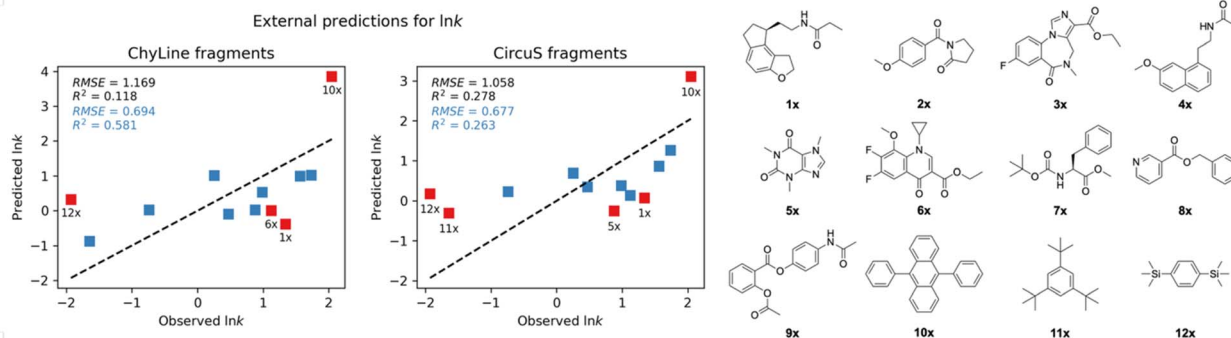 External predictions for lnk
ChyLine fragments
RMSE = 1.169
R² = 0.118
RMSE = 0.694
R² = 0.581
10x
12x
6x
1x
4
3
2
1
0
−1
−2
−2
−1
0
1
2
Predicted lnk
Observed lnk
CircuS fragments
RMSE = 1.058
R² = 0.278
RMSE = 0.677
R² = 0.263
10x
12x
11x
5x
1x
3
2
1
0
−1
−2
−2
−1
0
1
2
Predicted lnk
Observed lnk
H
N
O
O
1x
O
N
O
O
2x
N
N
O
O
F
N
O
3x
H
N
O
O
4x
O
N
N
O
N
N
5x
O
N
F
F
O
O
O
6x
O
O
N
H
O
O
7x
O
O
N
8x
H
N
O
O
O
O
O
9x
10x
11x
Si
Si
12x